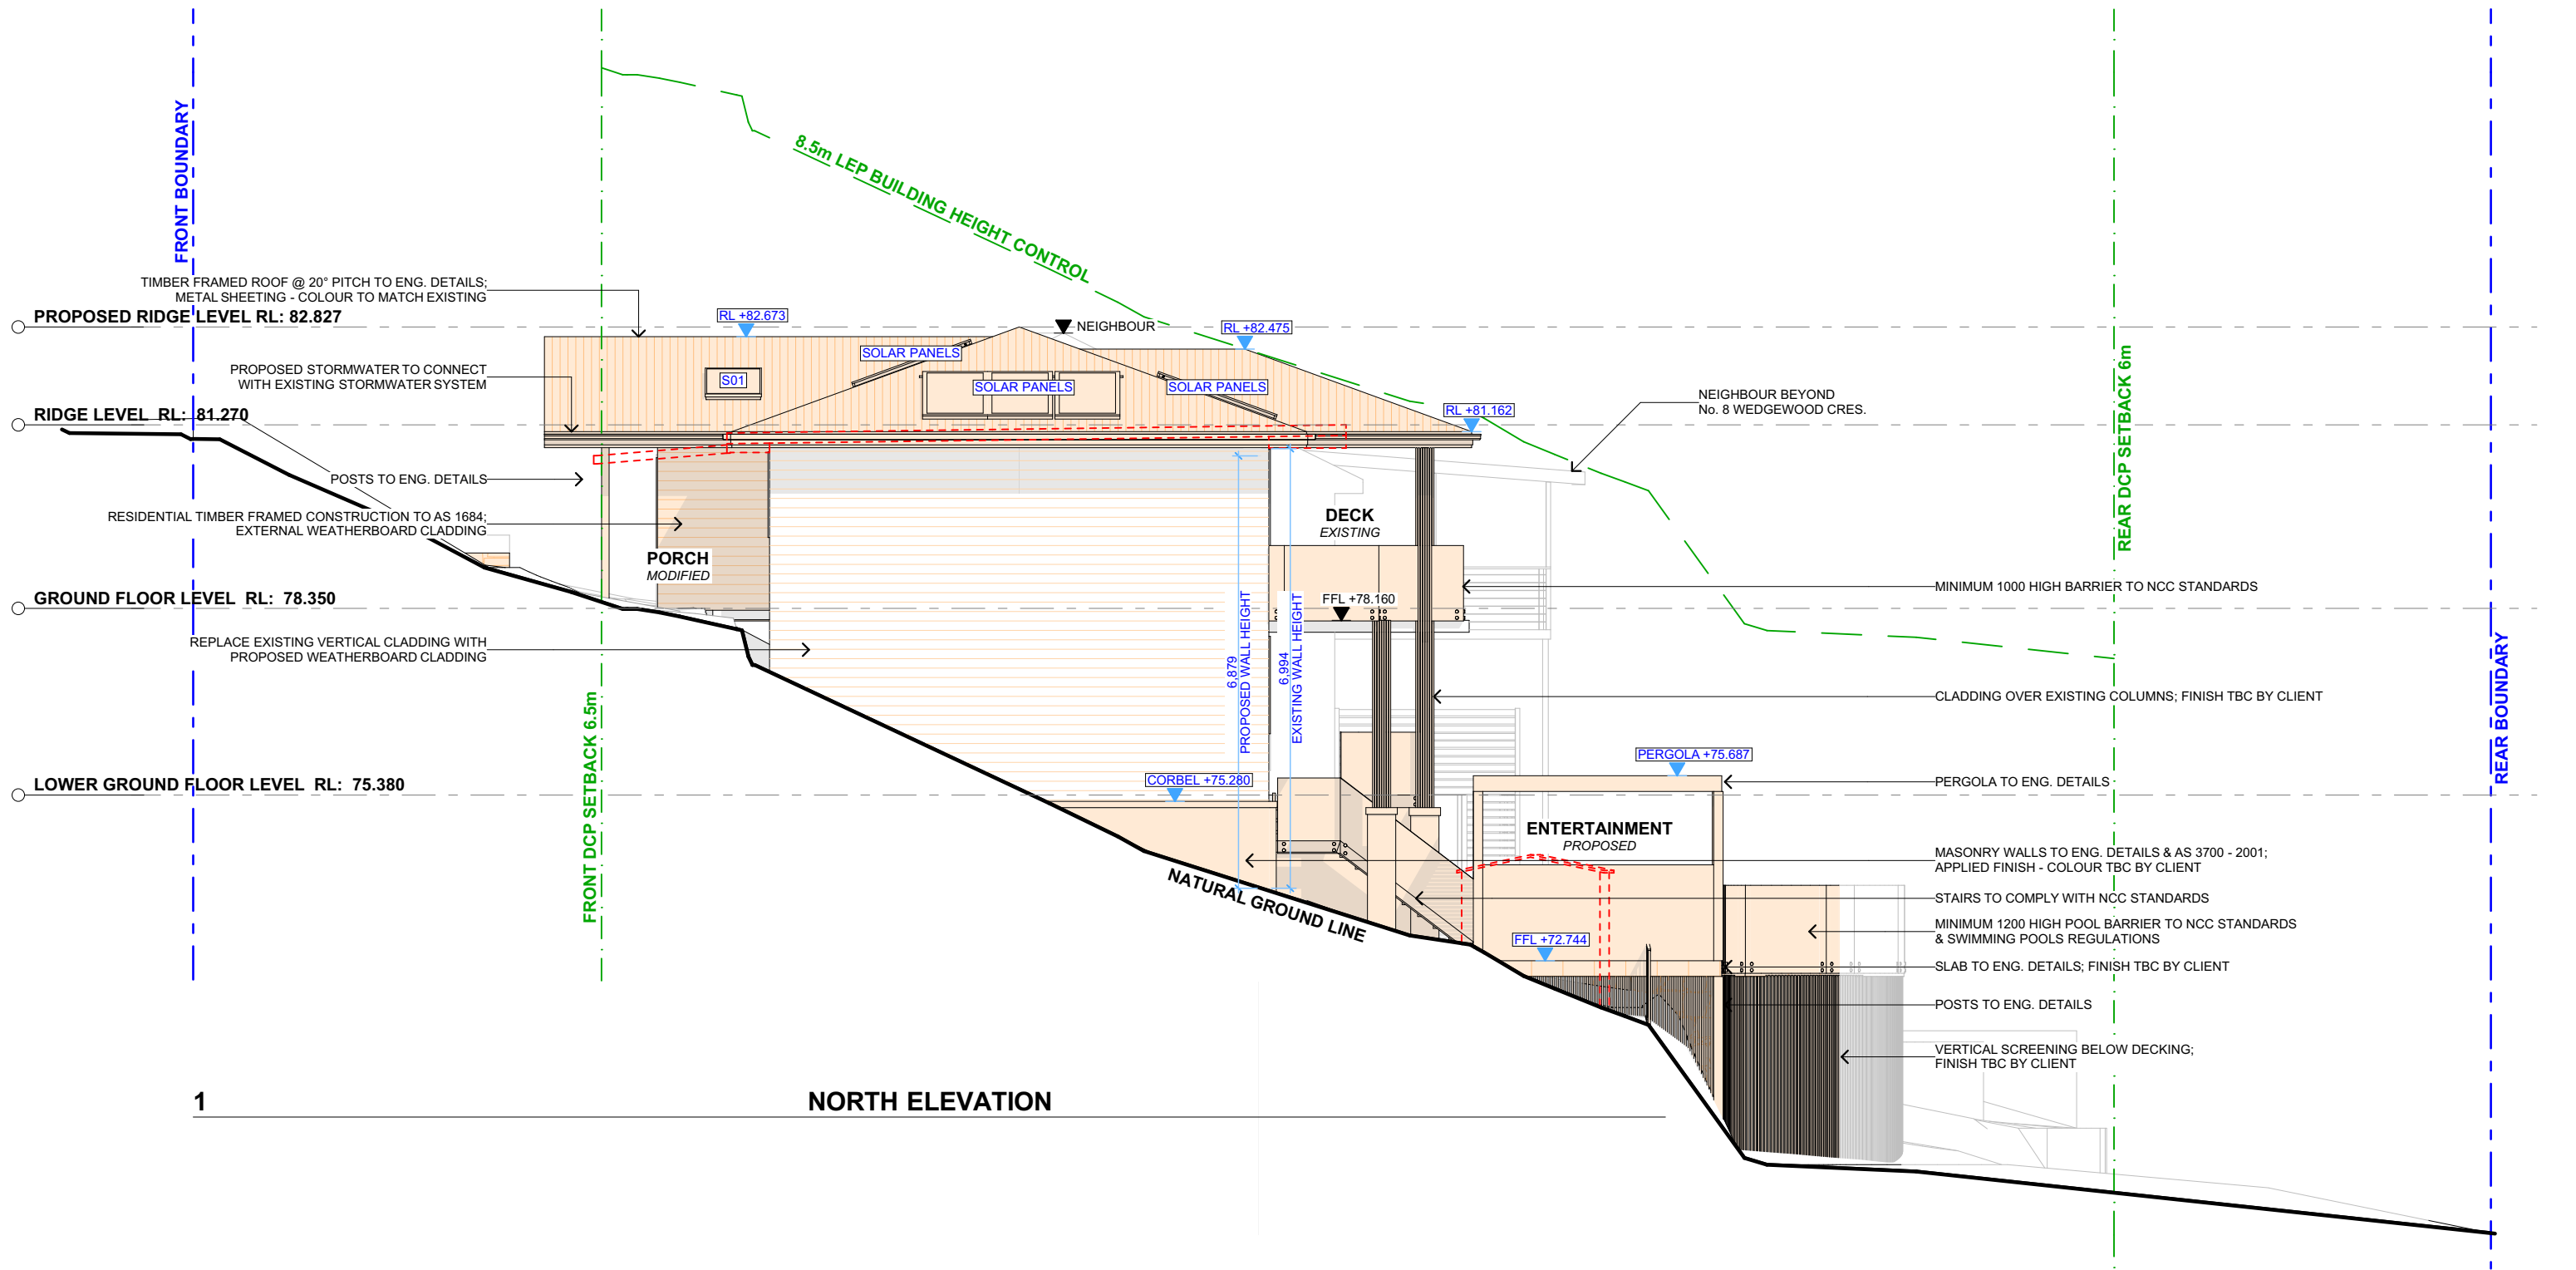 FRONT BOUNDARY
8.5m LEP BUILDING HEIGHT CONTROL
TIMBER FRAMED ROOF @ 20° PITCH TO ENG. DETAILS;
METAL SHEETING - COLOUR TO MATCH EXISTING
PROPOSED RIDGE LEVEL RL: 82.827
RL +82.673
NEIGHBOUR
RL +82.475
SOLAR PANELS
PROPOSED STORMWATER TO CONNECT
WITH EXISTING STORMWATER SYSTEM
S01
SOLAR PANELS
SOLAR PANELS
NEIGHBOUR BEYOND
No. 8 WEDGEWOOD CRES.
RIDGE LEVEL RL: 81.270
RL +81.162
REAR DCP SETBACK 6m
POSTS TO ENG. DETAILS
RESIDENTIAL TIMBER FRAMED CONSTRUCTION TO AS 1684;
EXTERNAL WEATHERBOARD CLADDING
DECK
EXISTING
PORCH
MODIFIED
MINIMUM 1000 HIGH BARRIER TO NCC STANDARDS
GROUND FLOOR LEVEL RL: 78.350
FFL +78.160
REPLACE EXISTING VERTICAL CLADDING WITH
PROPOSED WEATHERBOARD CLADDING
6,879
PROPOSED WALL HEIGHT
6,994
EXISTING WALL HEIGHT
CLADDING OVER EXISTING COLUMNS; FINISH TBC BY CLIENT
REAR BOUNDARY
FRONT DCP SETBACK 6.5m
PERGOLA +75.687
LOWER GROUND FLOOR LEVEL RL: 75.380
CORBEL +75.280
PERGOLA TO ENG. DETAILS
ENTERTAINMENT
PROPOSED
MASONRY WALLS TO ENG. DETAILS & AS 3700 - 2001;
APPLIED FINISH - COLOUR TBC BY CLIENT
NATURAL GROUND LINE
STAIRS TO COMPLY WITH NCC STANDARDS
MINIMUM 1200 HIGH POOL BARRIER TO NCC STANDARDS
& SWIMMING POOLS REGULATIONS
FFL +72.744
SLAB TO ENG. DETAILS; FINISH TBC BY CLIENT
POSTS TO ENG. DETAILS
VERTICAL SCREENING BELOW DECKING;
FINISH TBC BY CLIENT
1
NORTH ELEVATION